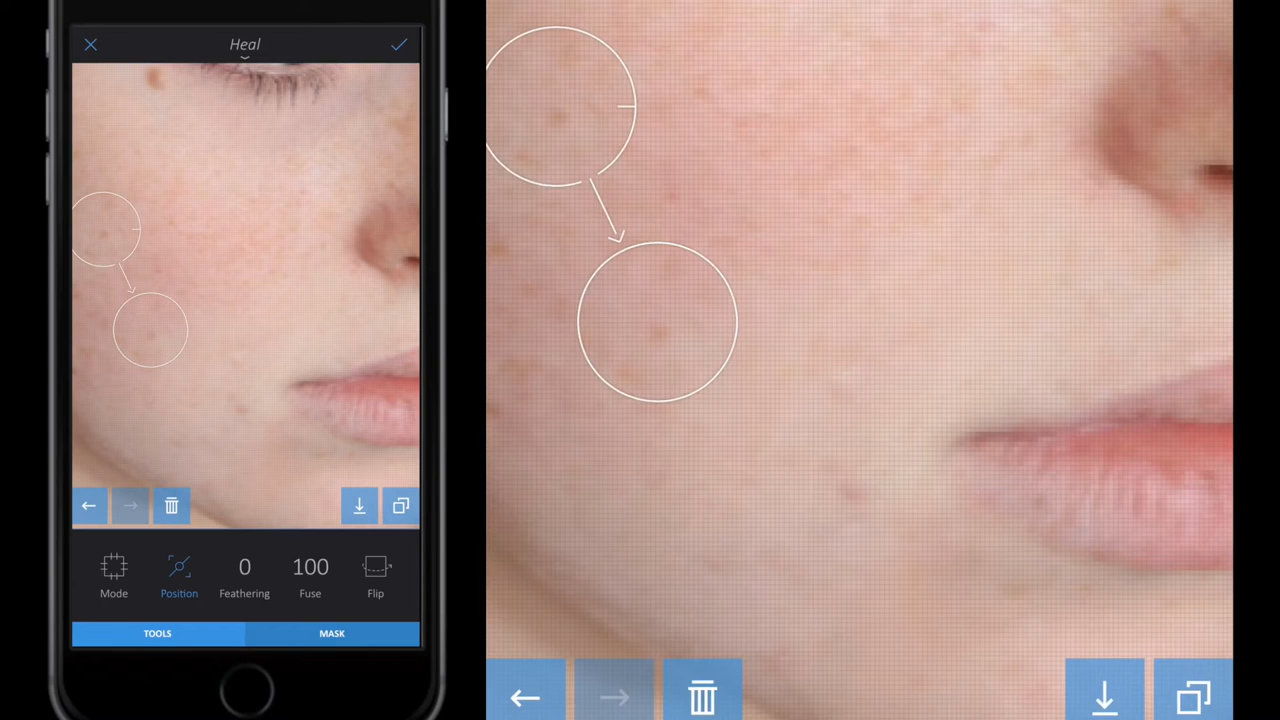 Heal
0
100
Mode
Position
Feathering
Fuse
Flip
TOOLS
MASK